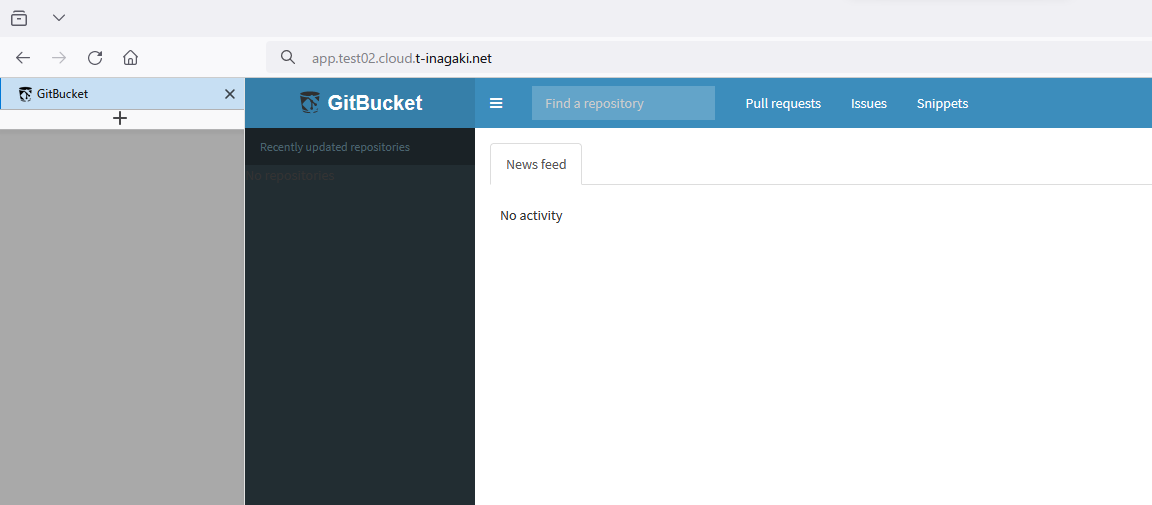 app.test02.cloud.t-inagaki.net
GitBucket
GitBucket
Find a repository
Pull requests
Issues
Snippets
Recently updated repositories
No repositories
News feed
No activity